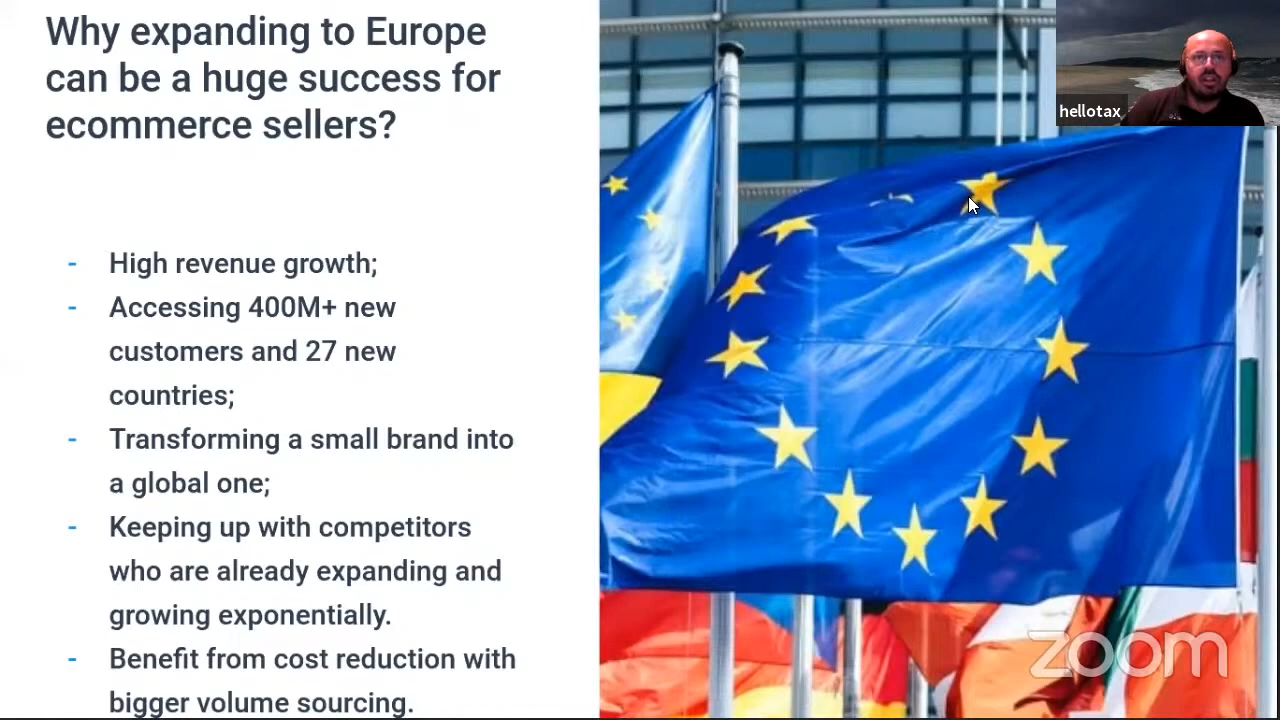 Why expanding to Europe
can be a huge success for
ecommerce sellers?
- High revenue growth;
- Accessing 400M+ new
customers and 27 new
countries;
- Transforming a small brand into
a global one;
- Keeping up with competitors
who are already expanding and
growing exponentially.
- Benefit from cost reduction with
bigger volume sourcing.
hellotax
zoom